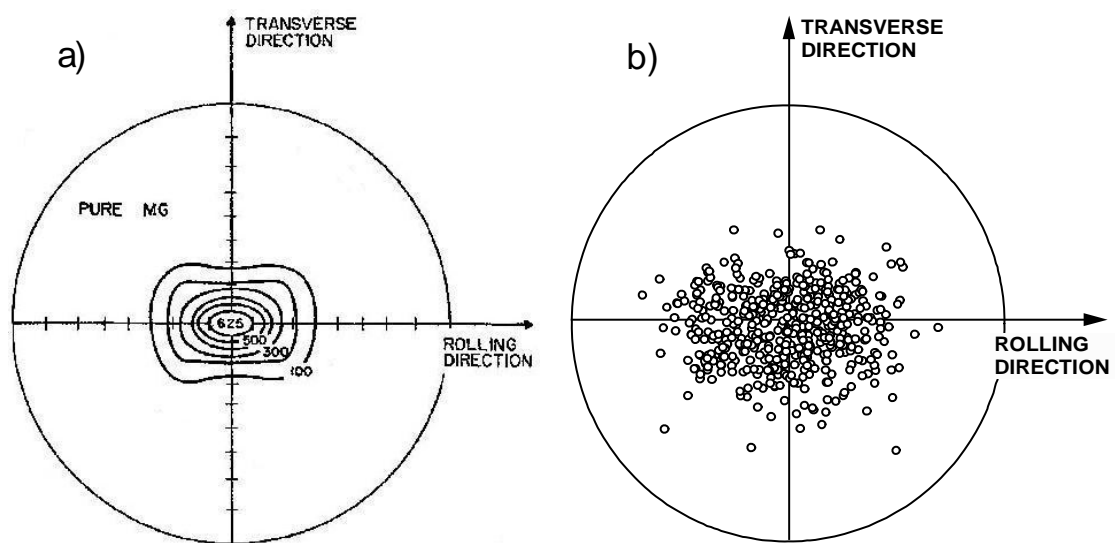 a)
TRANSVERSE
DIRECTION
PURE MG
625
500
300
100
ROLLING
DIRECTION
b)
TRANSVERSE
DIRECTION
ROLLING
DIRECTION